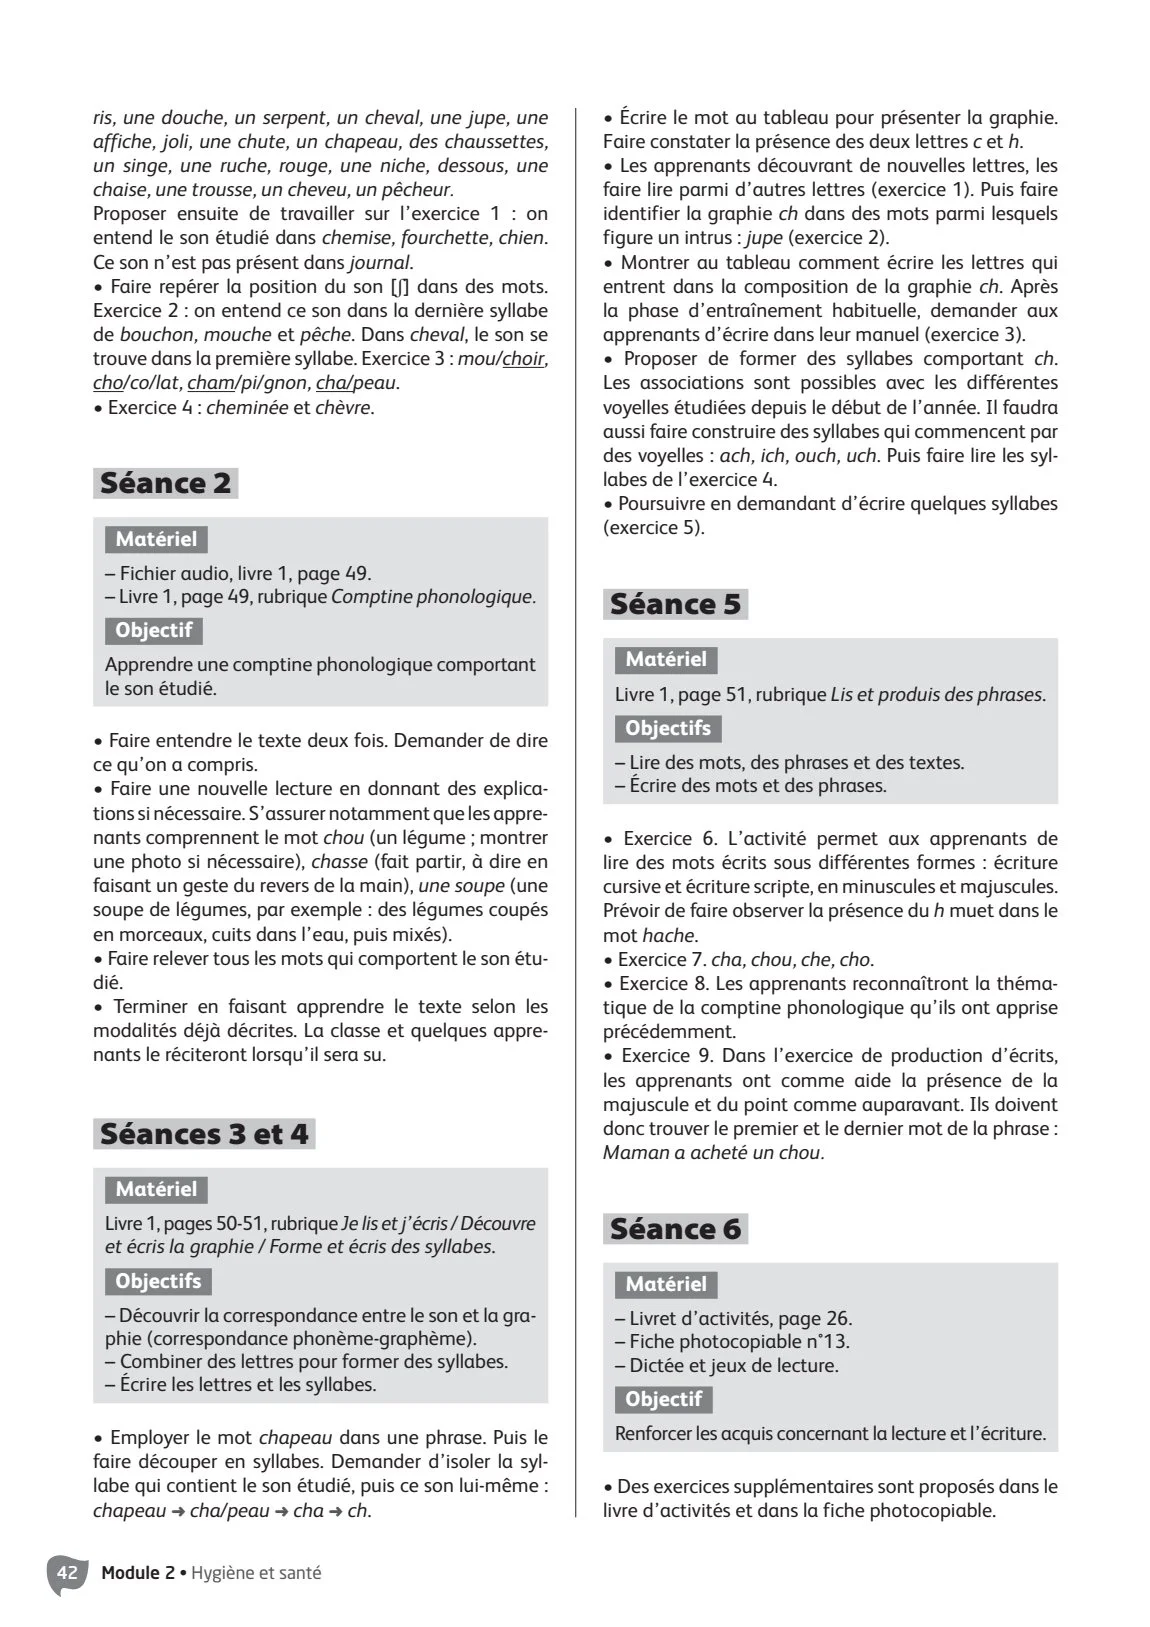 ris, une douche, un serpent, un cheval, une jupe, une
affiche, joli, une chute, un chapeau, des chaussettes,
un singe, une ruche, rouge, une niche, dessous, une
chaise, une trousse, un cheveu, un pêcheur.
Proposer ensuite de travailler sur l’exercice 1 : on
entend le son étudié dans chemise, fourchette, chien.
Ce son n’est pas présent dans journal.
• Faire repérer la position du son [ʃ] dans des mots.
Exercice 2 : on entend ce son dans la dernière syllabe
de bouchon, mouche et pêche. Dans cheval, le son se
trouve dans la première syllabe. Exercice 3 : mou/choir,
cho/co/lat, cham/pi/gnon, cha/peau.
• Exercice 4 : cheminée et chèvre.
Séance 2
Matériel
– Fichier audio, livre 1, page 49.
– Livre 1, page 49, rubrique Comptine phonologique.
Objectif
Apprendre une comptine phonologique comportant
le son étudié.
• Faire entendre le texte deux fois. Demander de dire
ce qu’on a compris.
• Faire une nouvelle lecture en donnant des explica-
tions si nécessaire. S’assurer notamment que les appre-
nants comprennent le mot chou (un légume ; montrer
une photo si nécessaire), chasse (fait partir, à dire en
faisant un geste du revers de la main), une soupe (une
soupe de légumes, par exemple : des légumes coupés
en morceaux, cuits dans l’eau, puis mixés).
• Faire relever tous les mots qui comportent le son étu-
dié.
• Terminer en faisant apprendre le texte selon les
modalités déjà décrites. La classe et quelques appre-
nants le réciteront lorsqu’il sera su.
Séances 3 et 4
Matériel
Livre 1, pages 50-51, rubrique Je lis et j’écris / Découvre
et écris la graphie / Forme et écris des syllabes.
Objectifs
– Découvrir la correspondance entre le son et la gra-
phie (correspondance phonème-graphème).
– Combiner des lettres pour former des syllabes.
– Écrire les lettres et les syllabes.
• Employer le mot chapeau dans une phrase. Puis le
faire découper en syllabes. Demander d’isoler la syl-
labe qui contient le son étudié, puis ce son lui-même :
chapeau ➜ cha/peau ➜ cha ➜ ch.
• Écrire le mot au tableau pour présenter la graphie.
Faire constater la présence des deux lettres c et h.
• Les apprenants découvrant de nouvelles lettres, les
faire lire parmi d’autres lettres (exercice 1). Puis faire
identifier la graphie ch dans des mots parmi lesquels
figure un intrus : jupe (exercice 2).
• Montrer au tableau comment écrire les lettres qui
entrent dans la composition de la graphie ch. Après
la phase d’entraînement habituelle, demander aux
apprenants d’écrire dans leur manuel (exercice 3).
• Proposer de former des syllabes comportant ch.
Les associations sont possibles avec les différentes
voyelles étudiées depuis le début de l’année. Il faudra
aussi faire construire des syllabes qui commencent par
des voyelles : ach, ich, ouch, uch. Puis faire lire les syl-
labes de l’exercice 4.
• Poursuivre en demandant d’écrire quelques syllabes
(exercice 5).
Séance 5
Matériel
Livre 1, page 51, rubrique Lis et produis des phrases.
Objectifs
– Lire des mots, des phrases et des textes.
– Écrire des mots et des phrases.
• Exercice 6. L’activité permet aux apprenants de
lire des mots écrits sous différentes formes : écriture
cursive et écriture scripte, en minuscules et majuscules.
Prévoir de faire observer la présence du h muet dans le
mot hache.
• Exercice 7. cha, chou, che, cho.
• Exercice 8. Les apprenants reconnaîtront la théma-
tique de la comptine phonologique qu’ils ont apprise
précédemment.
• Exercice 9. Dans l’exercice de production d’écrits,
les apprenants ont comme aide la présence de la
majuscule et du point comme auparavant. Ils doivent
donc trouver le premier et le dernier mot de la phrase :
Maman a acheté un chou.
Séance 6
Matériel
– Livret d’activités, page 26.
– Fiche photocopiable n°13.
– Dictée et jeux de lecture.
Objectif
Renforcer les acquis concernant la lecture et l’écriture.
• Des exercices supplémentaires sont proposés dans le
livre d’activités et dans la fiche photocopiable.
42 Module 2 • Hygiène et santé